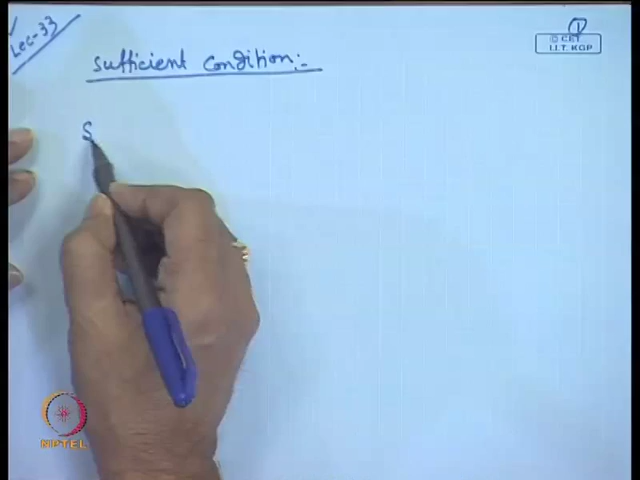 Lec-33
1
© CET
I.I.T. KGP
Sufficient condition:-
S
NPTEL